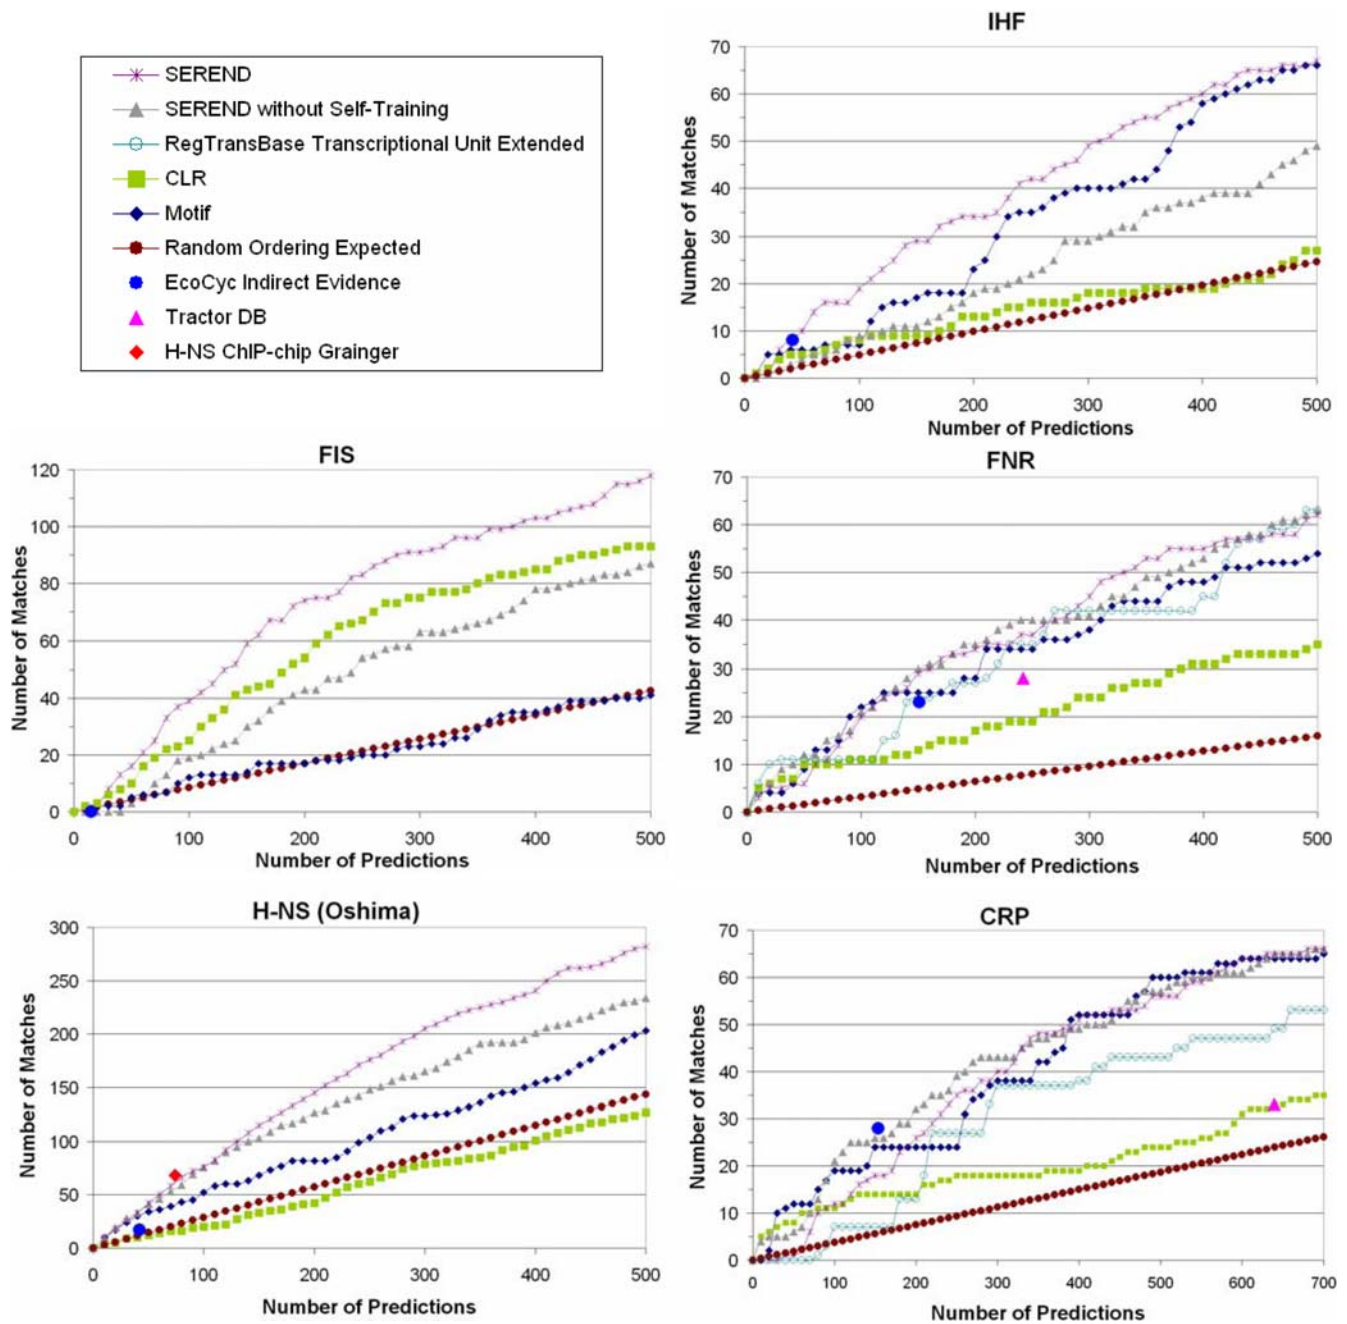 SEREND
SEREND without Self-Training
RegTransBase Transcriptional Unit Extended
CLR
Motif
Random Ordering Expected
EcoCyc Indirect Evidence
Tractor DB
H-NS ChIP-chip Grainger
IHF
Number of Matches
70
60
50
40
30
20
10
0
0 100 200 300 400 500
Number of Predictions
FIS
Number of Matches
120
100
80
60
40
20
0
0 100 200 300 400 500
Number of Predictions
FNR
Number of Matches
70
60
50
40
30
20
10
0
0 100 200 300 400 500
Number of Predictions
H-NS (Oshima)
Number of Matches
300
250
200
150
100
50
0
0 100 200 300 400 500
Number of Predictions
CRP
Number of Matches
70
60
50
40
30
20
10
0
0 100 200 300 400 500 600 700
Number of Predictions